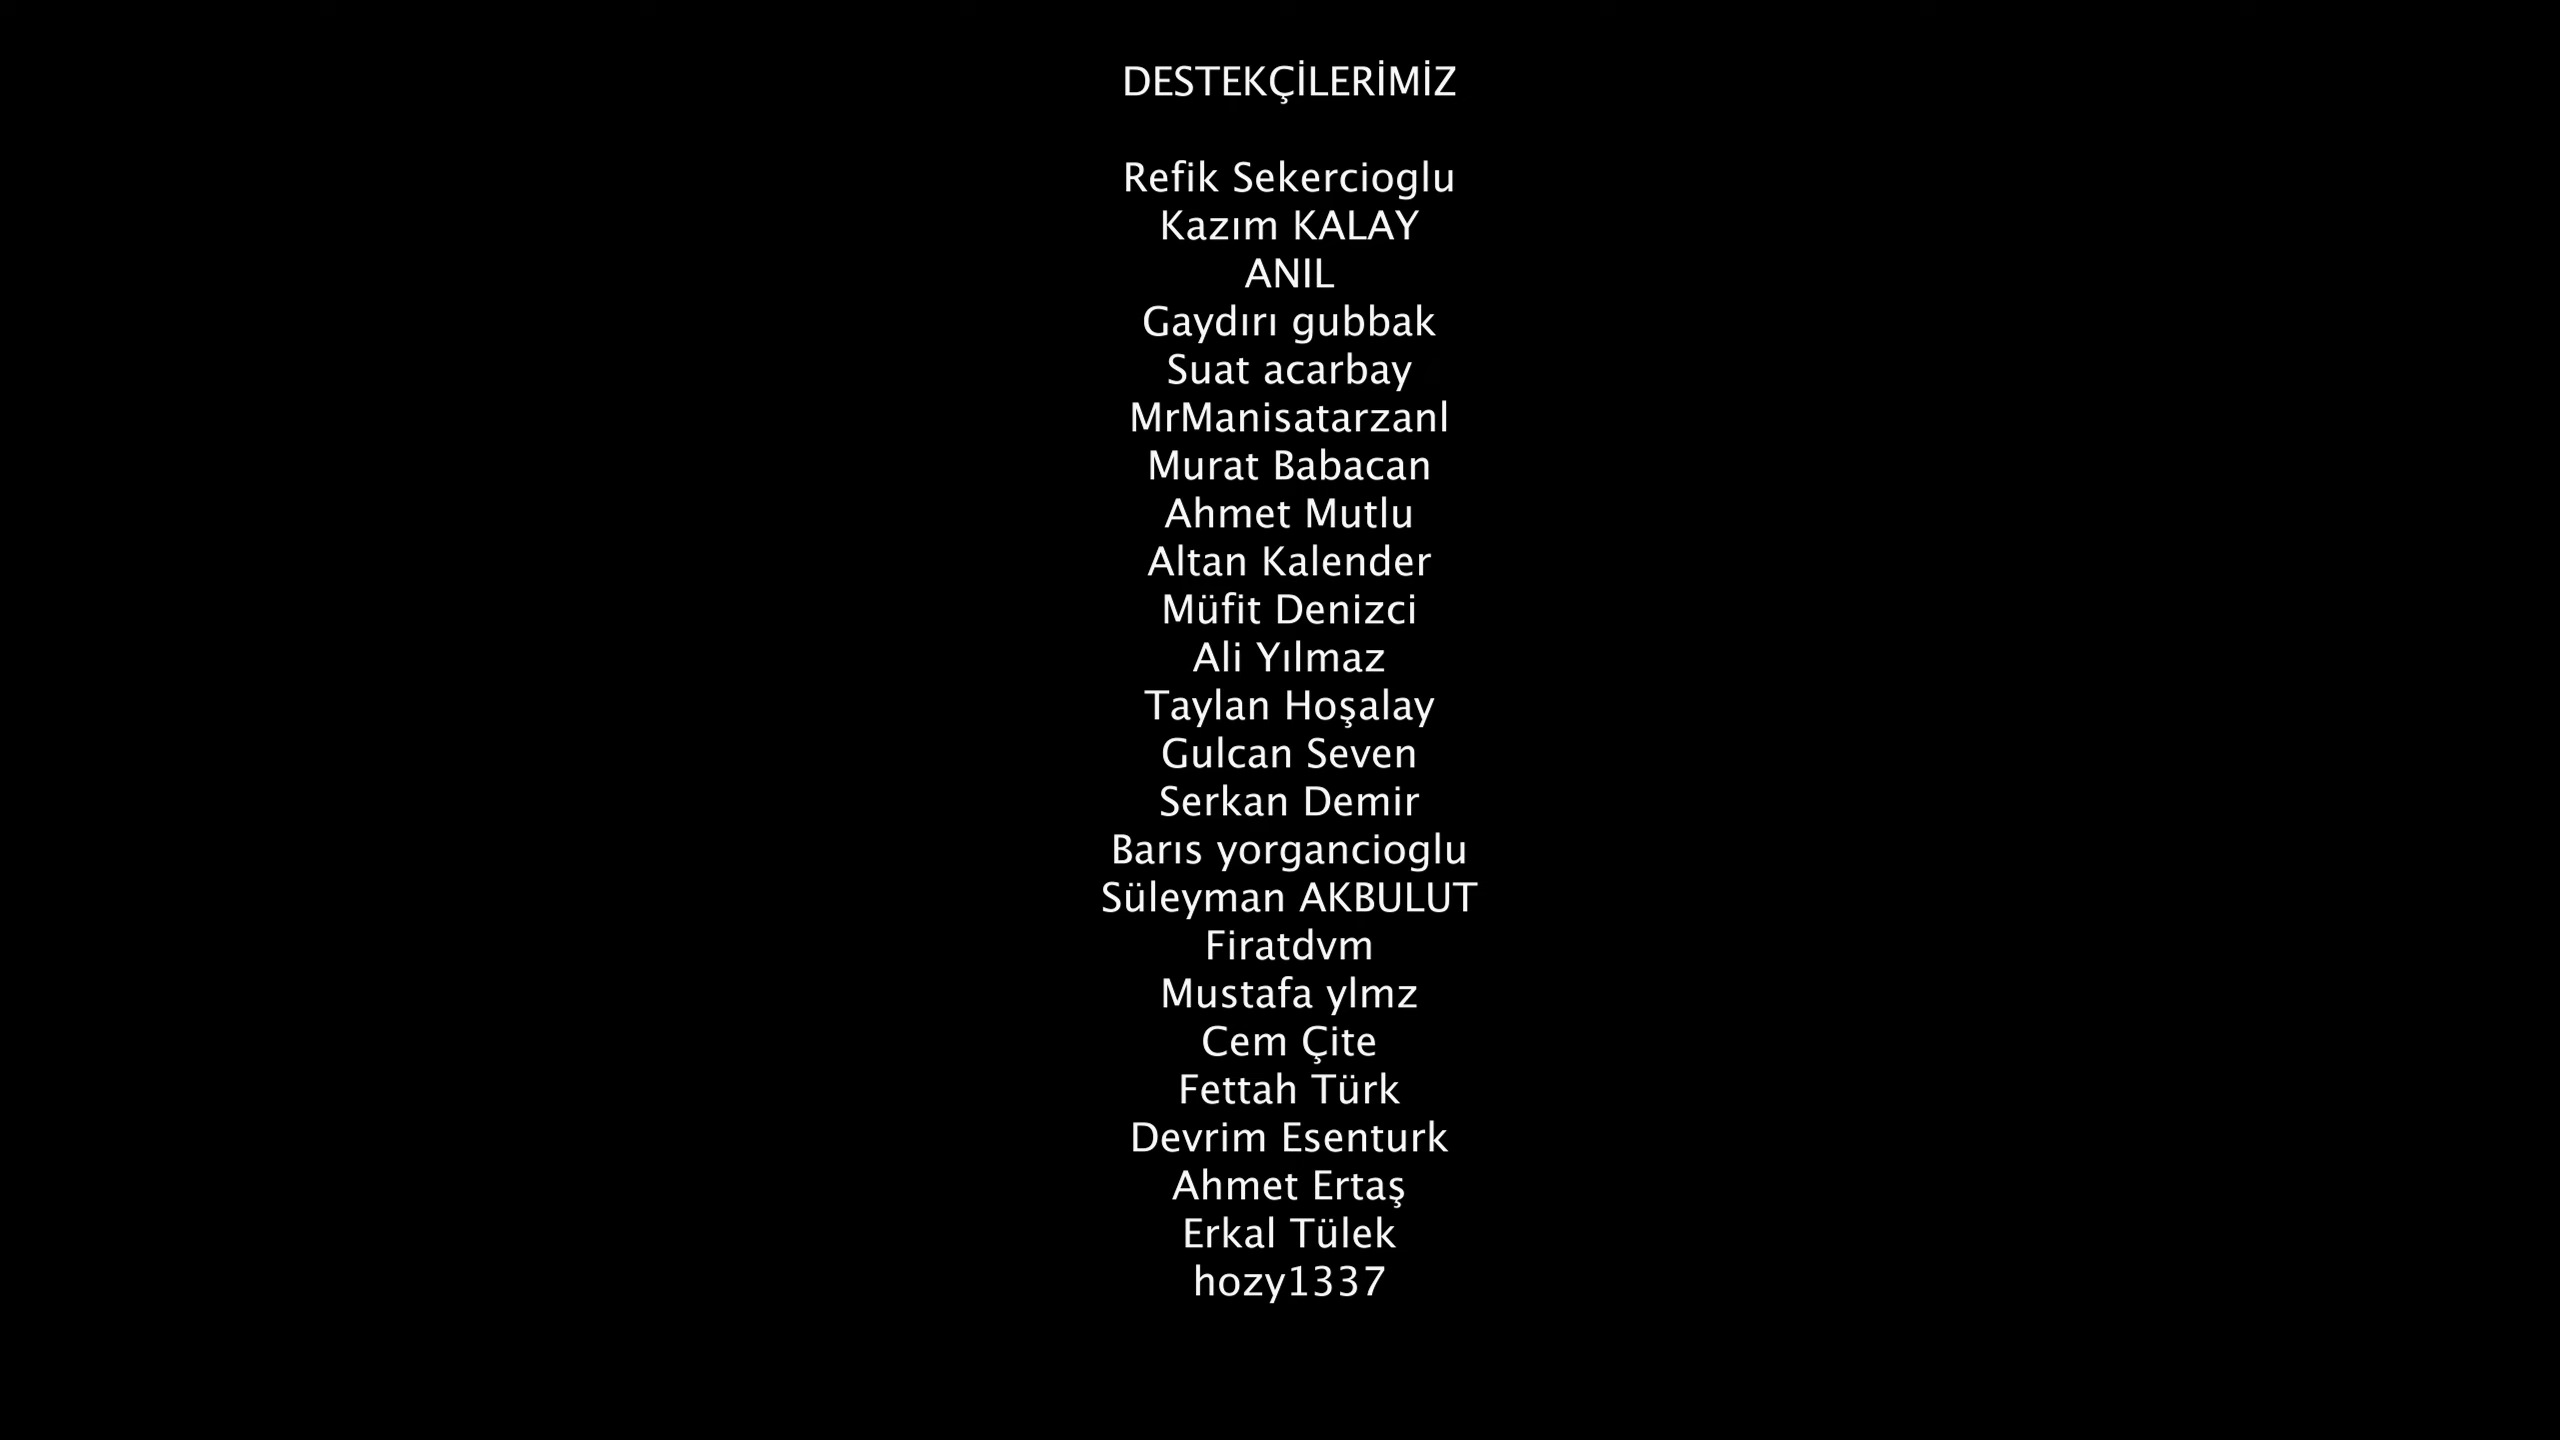 DESTEKÇİLERİMİZ
Refik Sekercioglu
Kazım KALAY
ANIL
Gaydırı gubbak
Suat acarbay
MrManisatarzanl
Murat Babacan
Ahmet Mutlu
Altan Kalender
Müfit Denizci
Ali Yılmaz
Taylan Hoşalay
Gulcan Seven
Serkan Demir
Barıs yorgancioglu
Süleyman AKBULUT
Firatdvm
Mustafa ylmz
Cem Çite
Fettah Türk
Devrim Esenturk
Ahmet Ertaş
Erkal Tülek
hozy1337